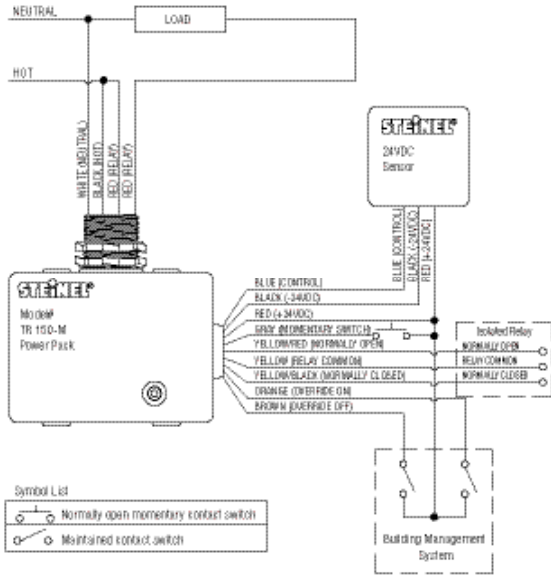 NEUTRAL
LOAD
HOT
WHITE (NEUTRAL)
BLACK (HOT)
RED (RELAY)
RED (RELAY)
STEINEL®
24VDC
Sensor
BLUE (CONTROL)
BLACK (-24VDC)
RED (+24VDC)
STEINEL®
Model#
TR 150-M
Power Pack
BLUE (CONTROL)
BLACK (-24VDC)
RED (+24VDC)
GRAY (MOMENTARY SWITCH)
YELLOW/RED (NORMALLY OPEN)
YELLOW (RELAY COMMON)
YELLOW/BLACK (NORMALLY CLOSED)
ORANGE (OVERRIDE ON)
BROWN (OVERRIDE OFF)
Isolated Relay
NORMALLY OPEN
RELAY COMMON
NORMALLY CLOSED
Building Management
System
Symbol List
Normally open momentary contact switch
Maintained contact switch